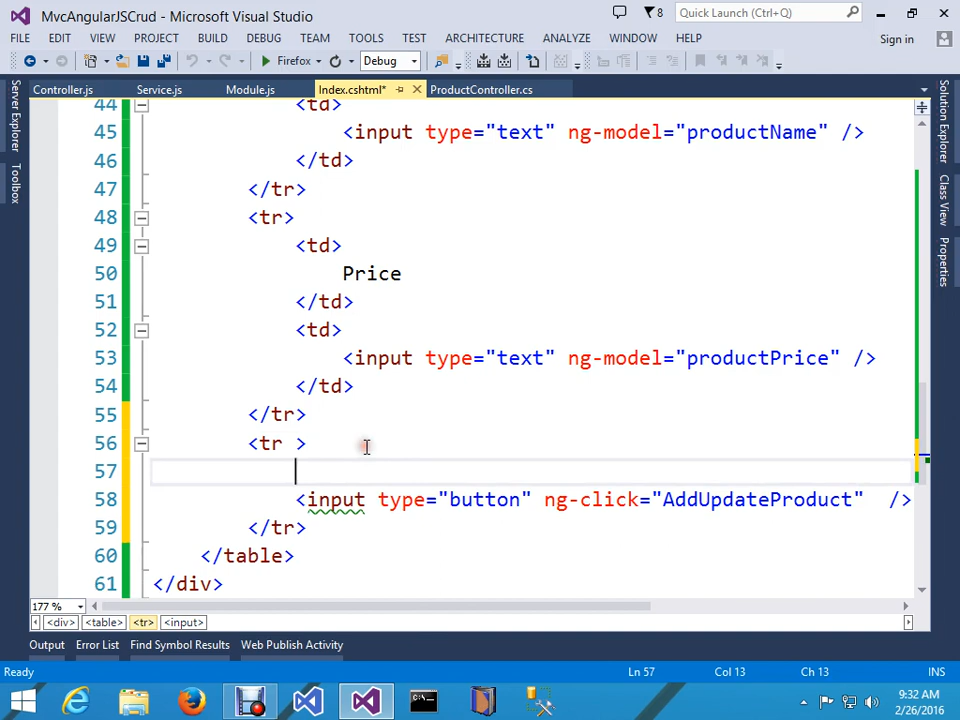 MvcAngularJSCrud - Microsoft Visual Studio
8
Quick Launch (Ctrl+Q)
FILE EDIT VIEW PROJECT BUILD DEBUG TEAM TOOLS TEST ARCHITECTURE ANALYZE WINDOW HELP
Sign in
Firefox Debug
Controller.js Service.js Module.js Index.cshtml* ProductController.cs
Server Explorer
Toolbox
Solution Explorer
Class View
Properties
44 <td>
45 <input type="text" ng-model="productName" />
46 </td>
47 </tr>
48 <tr>
49 <td>
50 Price
51 </td>
52 <td>
53 <input type="text" ng-model="productPrice" />
54 </td>
55 </tr>
56 <tr >
57
58 <input type="button" ng-click="AddUpdateProduct" />
59 </tr>
60 </table>
61 </div>
177 %
<div> <table> <tr> <input>
Output Error List Find Symbol Results Web Publish Activity
Ready Ln 57 Col 13 Ch 13 INS
9:32 AM
2/26/2016